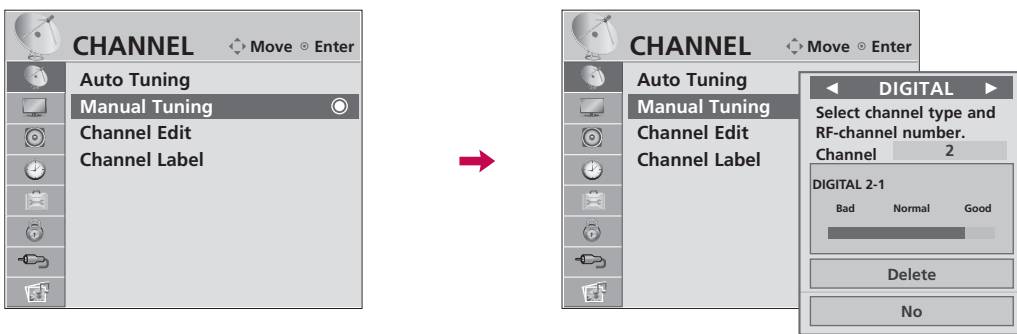 CHANNEL Move Enter
Auto Tuning
Manual Tuning
Channel Edit
Channel Label
CHANNEL Move Enter
Auto Tuning
Manual Tuning
Channel Edit
Channel Label
DIGITAL
Select channel type and
RF-channel number.
Channel 2
DIGITAL 2-1
Bad Normal Good
Delete
No